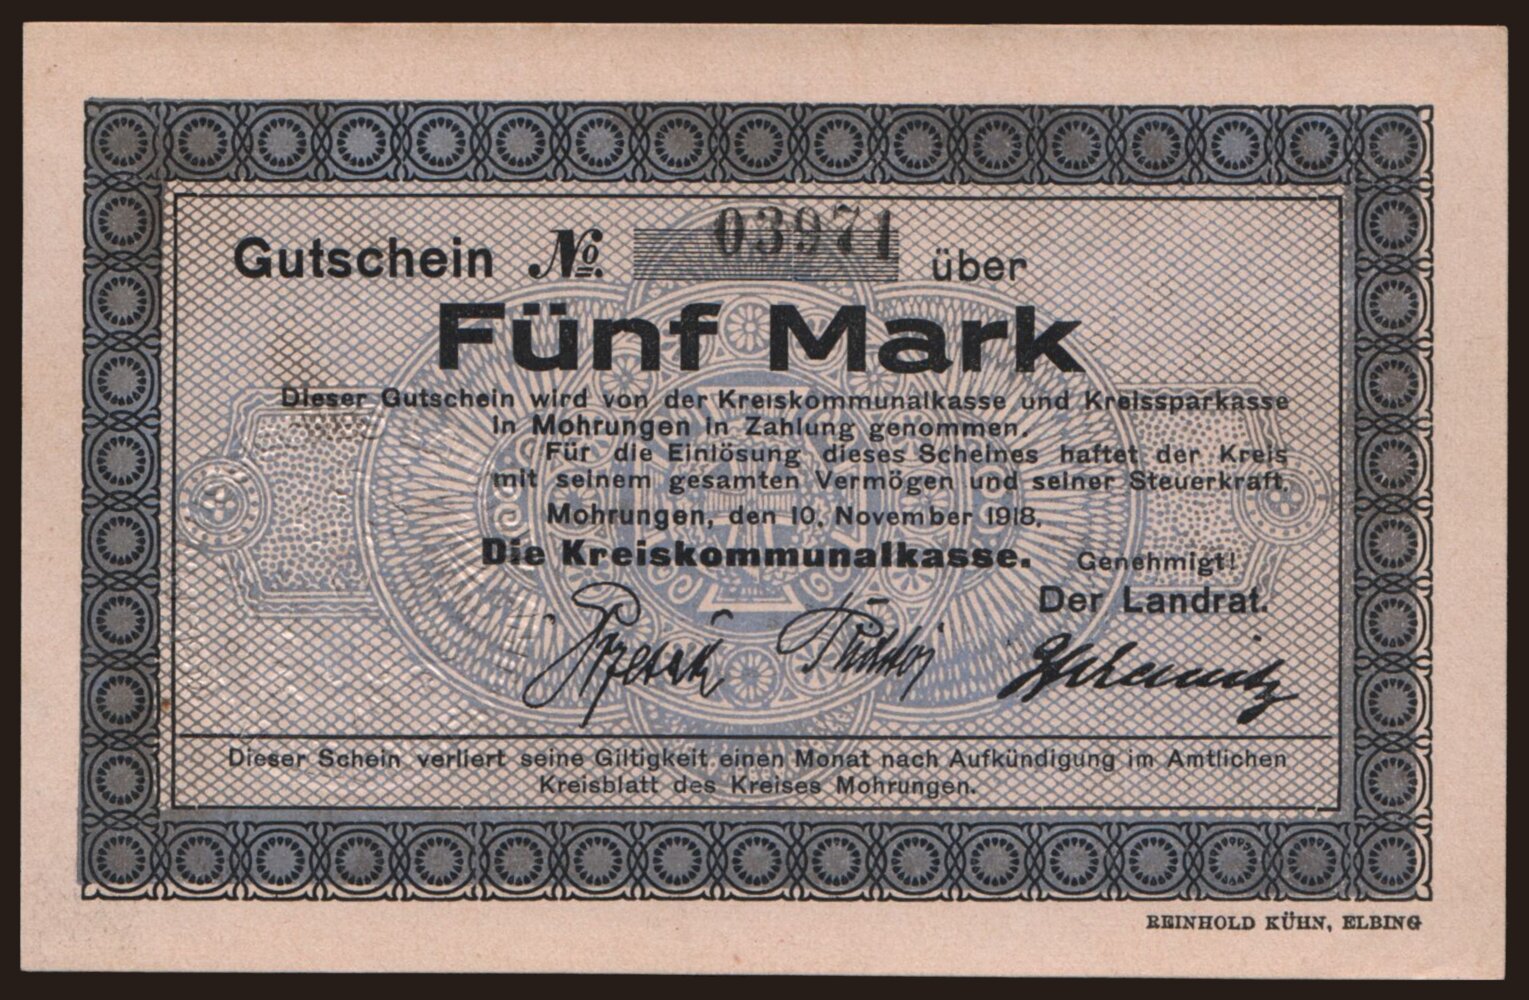 Gutschein № 03971 über
Fünf Mark
Dieser Gutschein wird von der Kreiskommunalkasse und Kreissparkasse
in Mohrungen in Zahlung genommen.
Für die Einlösung dieses Scheines haftet der Kreis
mit seinem gesamten Vermögen und seiner Steuerkraft.
Mohrungen, den 10. November 1918.
Die Kreiskommunalkasse.
Genehmigt!
Der Landrat.
Dieser Schein verliert seine Giltigkeit einen Monat nach Aufkündigung im Amtlichen
Kreisblatt des Kreises Mohrungen.
REINHOLD KÜHN, ELBING